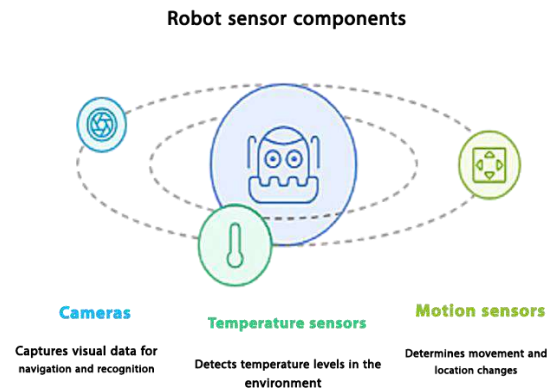 Robot sensor components
Cameras
Captures visual data for
navigation and recognition
Temperature sensors
Detects temperature levels in the
environment
Motion sensors
Determines movement and
location changes